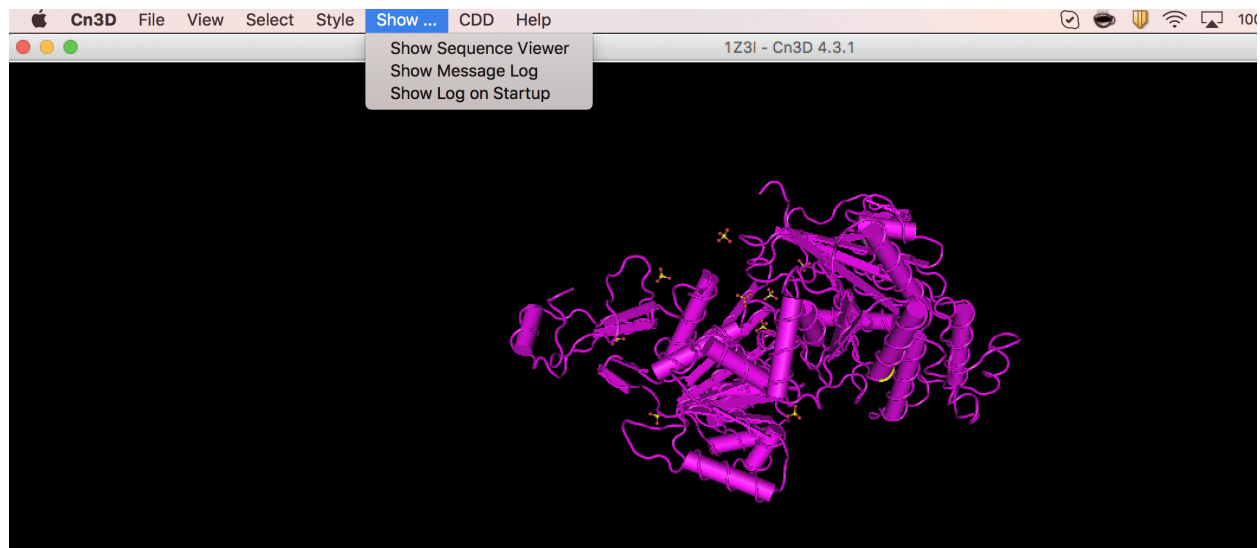 Cn3D File View Select Style Show ... CDD Help 100
Show Sequence Viewer
Show Message Log
Show Log on Startup
1Z3I - Cn3D 4.3.1